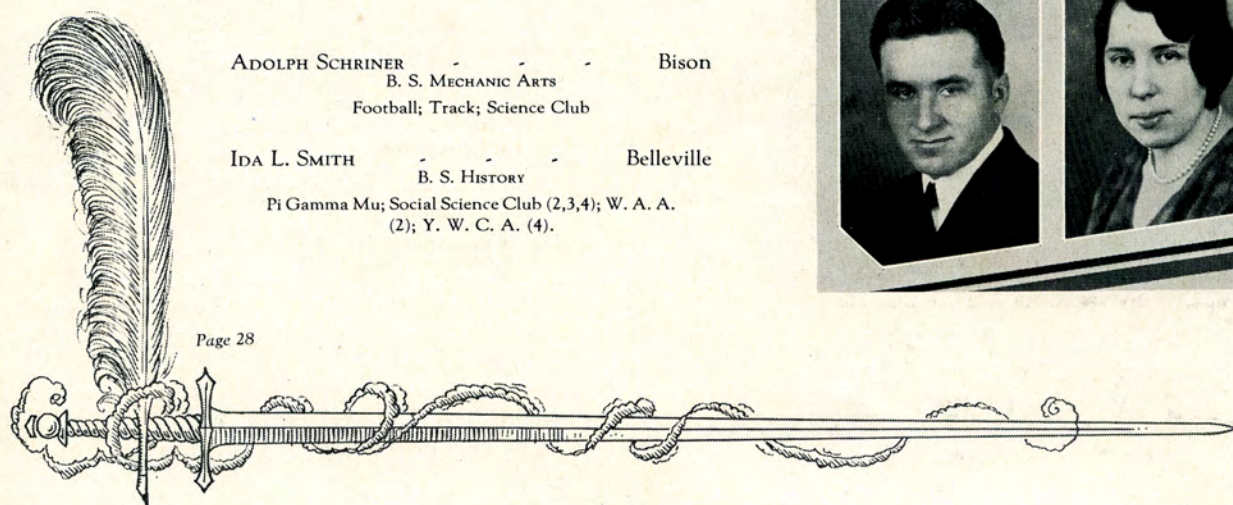 ADOLPH SCHRINER - - - Bison
B. S. MECHANIC ARTS
Football; Track; Science Club
IDA L. SMITH - - - Belleville
B. S. HISTORY
Pi Gamma Mu; Social Science Club (2,3,4); W. A. A.
(2); Y. W. C. A. (4).
Page 28